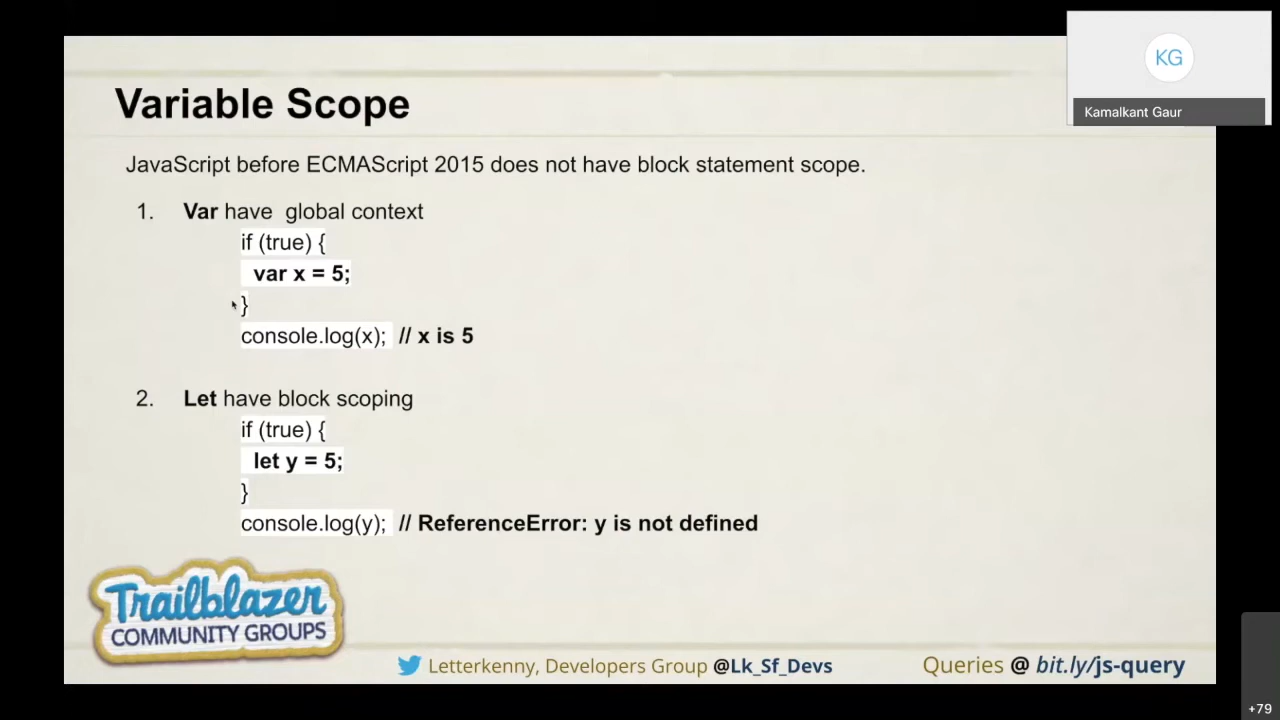 KG
Kamalkant Gaur
Variable Scope
JavaScript before ECMAScript 2015 does not have block statement scope.
1. Var have global context
if (true) {
var x = 5;
}
console.log(x); // x is 5
2. Let have block scoping
if (true) {
let y = 5;
}
console.log(y); // ReferenceError: y is not defined
Trailblazer
COMMUNITY GROUPS
Letterkenny, Developers Group @Lk_Sf_Devs
Queries @ bit.ly/js-query
+79